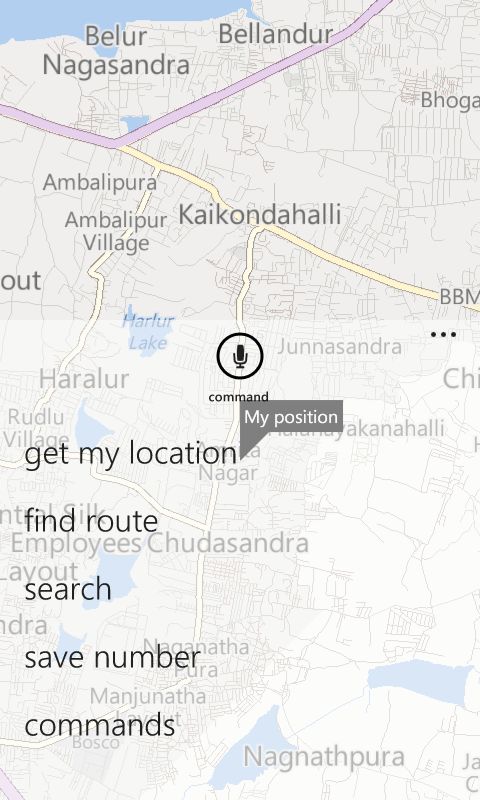 Belur
Nagasandra
Bellandur
Bhoga
Ambalipura
Ambalipur
Village
Kaikondahalli
out
BBM
Harlur
Lake
Junnasandra
command
Haralur
Chi
My position
Rudlu
Village
get my location
Nagar
find route
Employees
Layout
Chudasandra
search
ndra
save number
Naganatha
Pura
Manjunatha
commands
Bosco
Nagnathpura
Ja
C